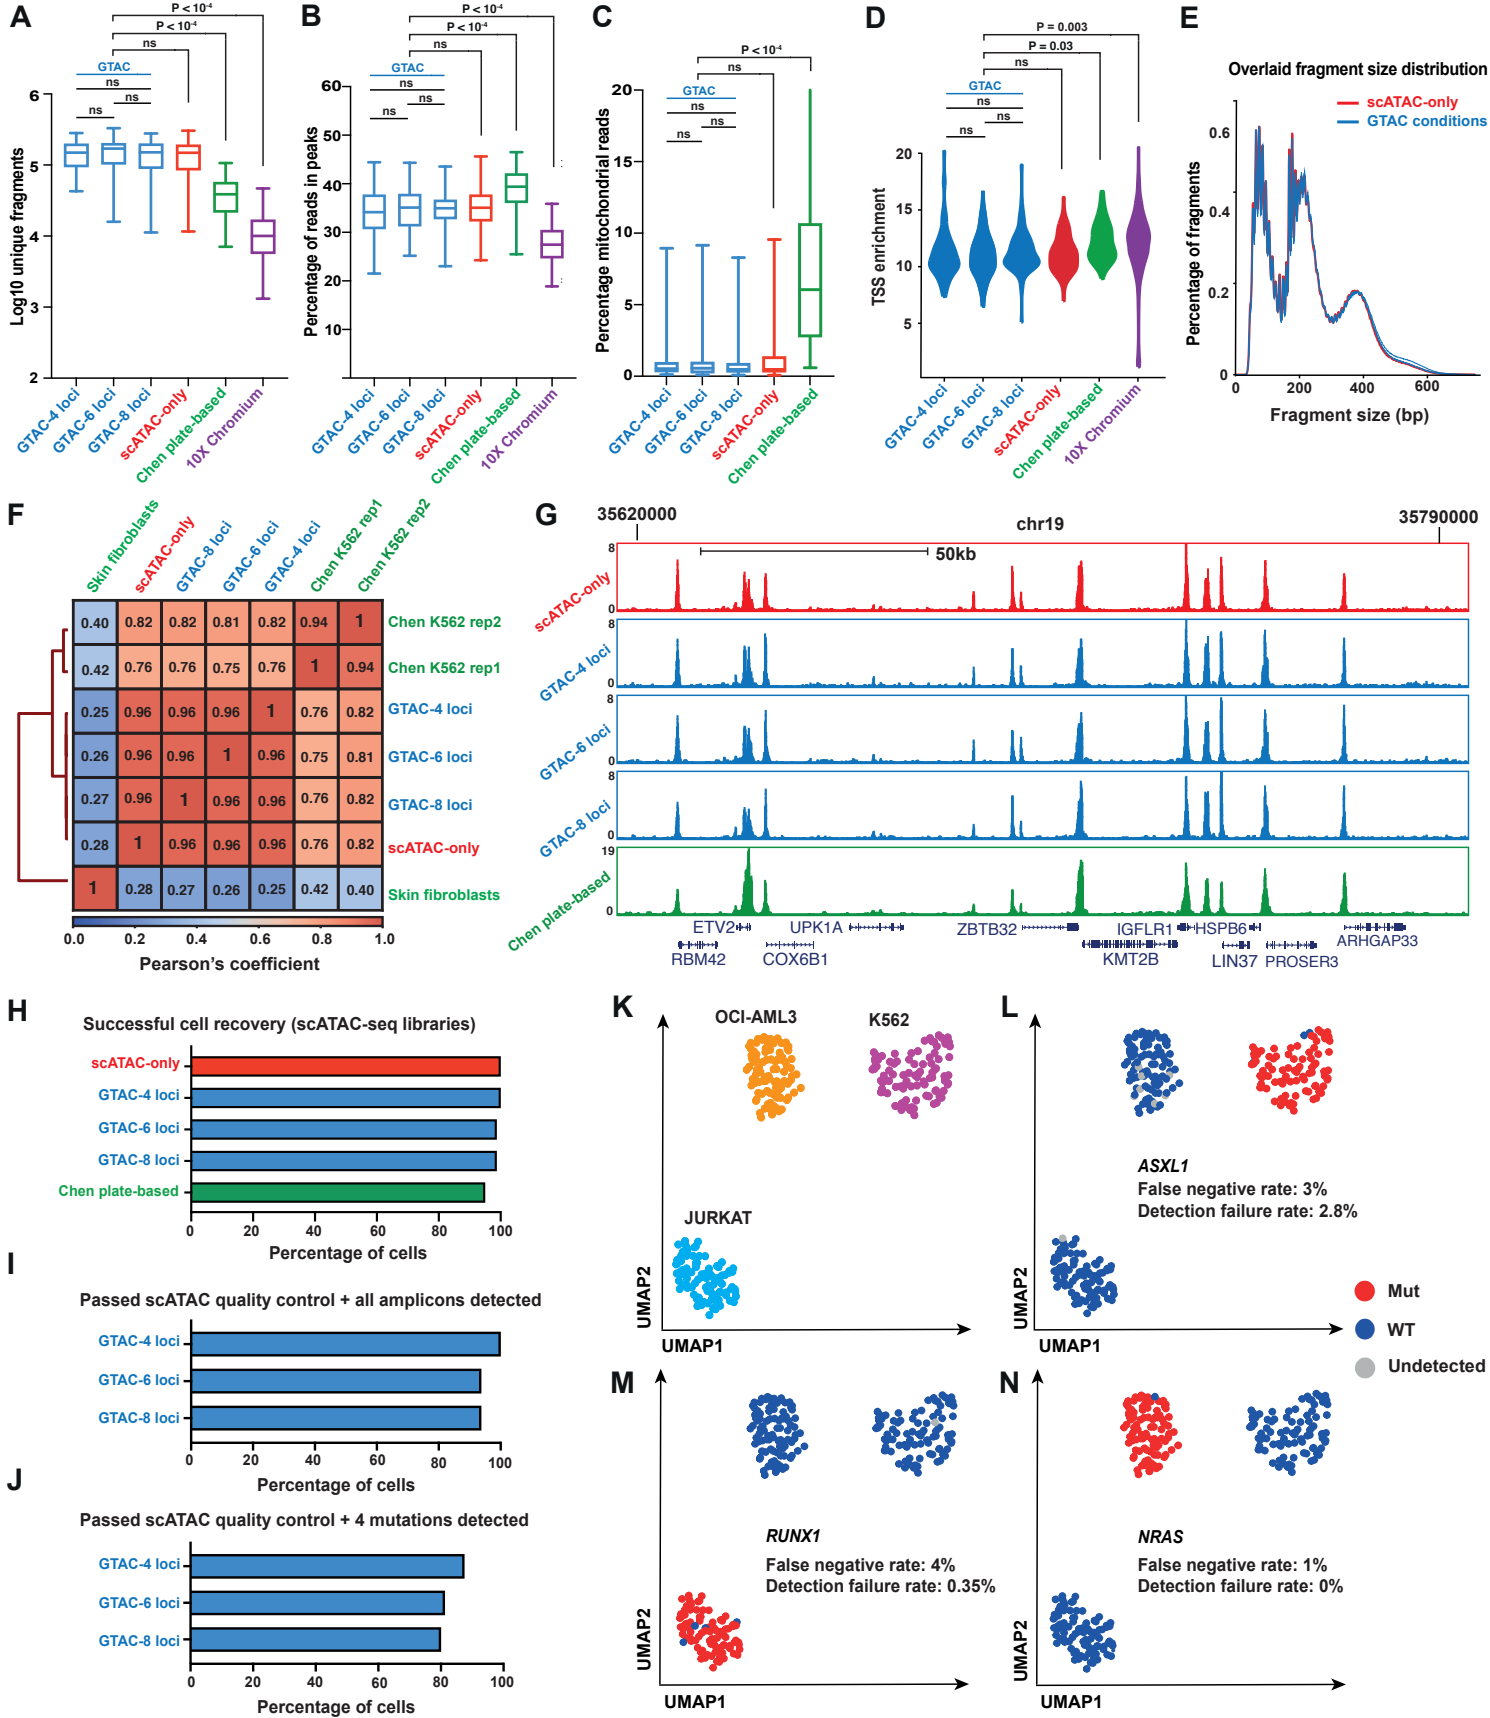 A
P < 10-4
P < 10-4
ns
GTAC
ns
ns
ns
Log10 unique fragments
6
5
4
3
2
GTAC-4 loci
GTAC-6 loci
GTAC-8 loci
scATAC-only
Chen plate-based
10X Chromium
B
P < 10-4
P < 10-4
ns
GTAC
ns
ns
ns
Percentage of reads in peaks
60
50
40
30
20
10
GTAC-4 loci
GTAC-6 loci
GTAC-8 loci
scATAC-only
Chen plate-based
10X Chromium
C
P < 10-4
ns
GTAC
ns
ns
ns
Percentage mitochondrial reads
20
15
10
5
0
GTAC-4 loci
GTAC-6 loci
GTAC-8 loci
scATAC-only
Chen plate-based
D
P = 0.003
P = 0.03
ns
GTAC
ns
ns
ns
TSS enrichment
20
15
10
5
GTAC-4 loci
GTAC-6 loci
GTAC-8 loci
scATAC-only
Chen plate-based
10X Chromium
E
Overlaid fragment size distribution
scATAC-only
GTAC conditions
Percentage of fragments
0.6
0.4
0.2
0
0 200 400 600
Fragment size (bp)
F
Skin fibroblasts
scATAC-only
GTAC-8 loci
GTAC-6 loci
GTAC-4 loci
Chen K562 rep1
Chen K562 rep2
0.40 0.82 0.82 0.81 0.82 0.94 1 Chen K562 rep2
0.42 0.76 0.76 0.75 0.76 1 0.94 Chen K562 rep1
0.25 0.96 0.96 0.96 1 0.76 0.82 GTAC-4 loci
0.26 0.96 0.96 1 0.96 0.75 0.81 GTAC-6 loci
0.27 0.96 1 0.96 0.96 0.76 0.82 GTAC-8 loci
0.28 1 0.96 0.96 0.96 0.76 0.82 scATAC-only
1 0.28 0.27 0.26 0.25 0.42 0.40 Skin fibroblasts
0.0 0.2 0.4 0.6 0.8 1.0
Pearson's coefficient
G
35620000 chr19 35790000
50kb
8
0
scATAC-only
8
0
GTAC-4 loci
8
0
GTAC-6 loci
8
0
GTAC-8 loci
19
0
Chen plate-based
ETV2 UPK1A ZBTB32 IGFLR1 HSPB6 ARHGAP33
RBM42 COX6B1 KMT2B LIN37 PROSER3
H
Successful cell recovery (scATAC-seq libraries)
scATAC-only
GTAC-4 loci
GTAC-6 loci
GTAC-8 loci
Chen plate-based
0 20 40 60 80 100
Percentage of cells
I
Passed scATAC quality control + all amplicons detected
GTAC-4 loci
GTAC-6 loci
GTAC-8 loci
0 20 40 60 80 100
Percentage of cells
J
Passed scATAC quality control + 4 mutations detected
GTAC-4 loci
GTAC-6 loci
GTAC-8 loci
0 20 40 60 80 100
Percentage of cells
K
OCI-AML3
K562
JURKAT
UMAP2
UMAP1
L
ASXL1
False negative rate: 3%
Detection failure rate: 2.8%
UMAP2
UMAP1
Mut
WT
Undetected
M
RUNX1
False negative rate: 4%
Detection failure rate: 0.35%
UMAP2
UMAP1
N
NRAS
False negative rate: 1%
Detection failure rate: 0%
UMAP2
UMAP1